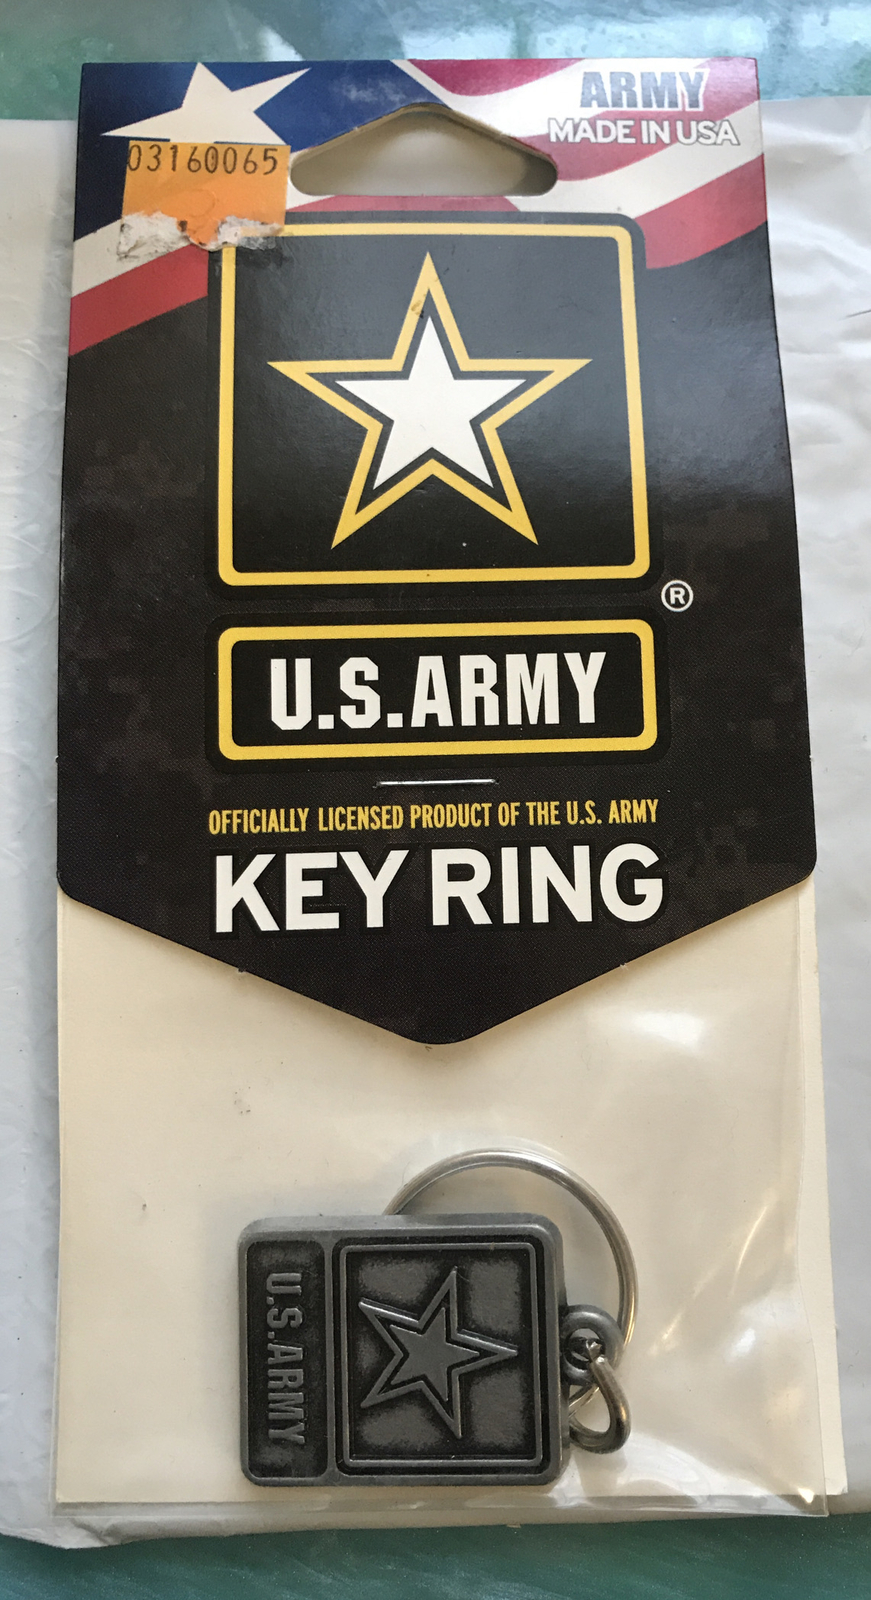 ARMY
MADE IN USA
03160065
®
U.S.ARMY
OFFICIALLY LICENSED PRODUCT OF THE U.S. ARMY
KEY RING
U.S.ARMY